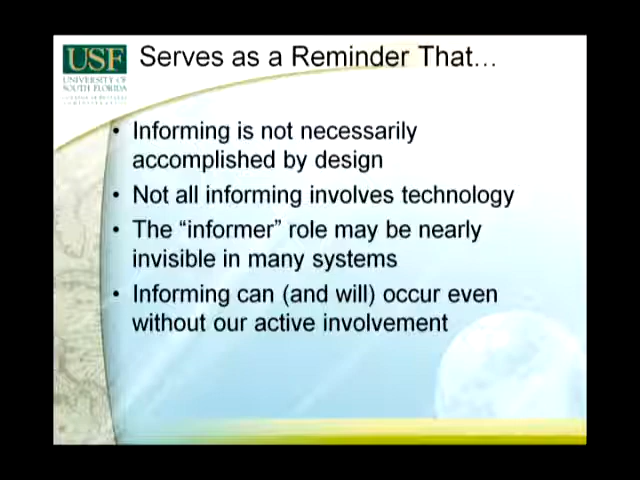 USF
UNIVERSITY OF
SOUTH FLORIDA
Serves as a Reminder That…
• Informing is not necessarily
accomplished by design
• Not all informing involves technology
• The “informer” role may be nearly
invisible in many systems
• Informing can (and will) occur even
without our active involvement